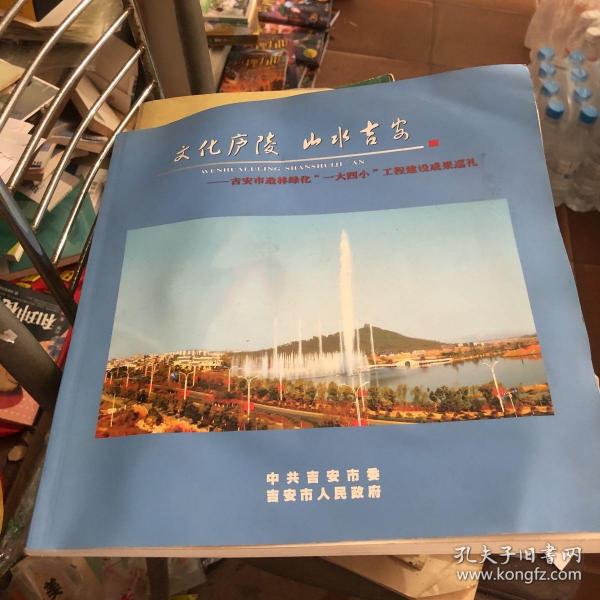 文化庐陵 山水吉安
WENHUALULING SHANSHUIJI AN
——吉安市造林绿化“一大四小”工程建设成果巡礼
中共吉安市委
吉安市人民政府
孔夫子旧书网
www.kongfz.com